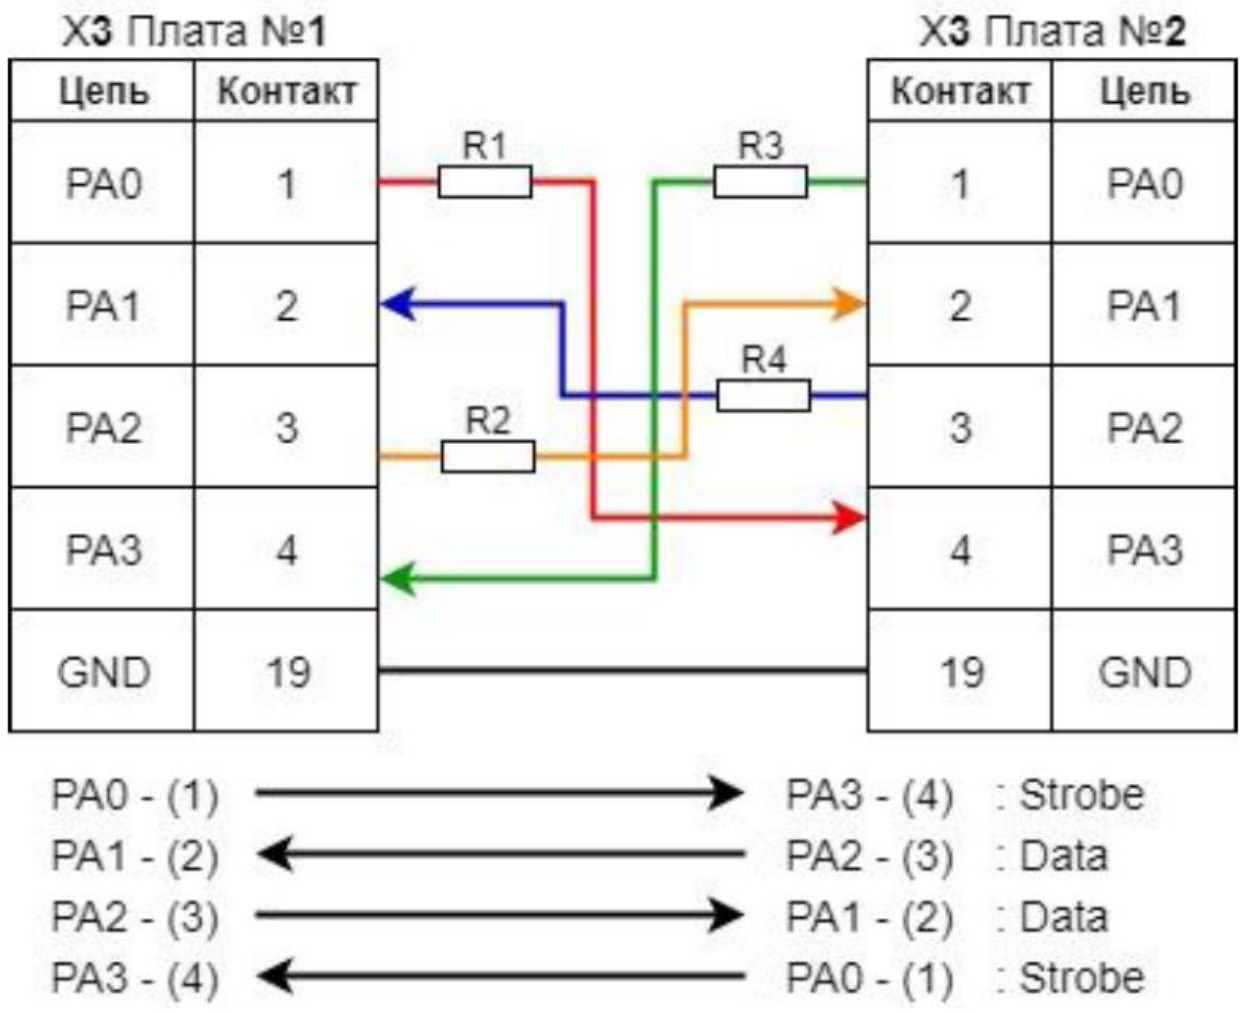 X3 Плата №1 X3 Плата №2
Цепь Контакт Контакт Цепь
R1 R3
PA0 1 1 PA0
PA1 2 2 PA1
R4
R2
PA2 3 3 PA2
PA3 4 4 PA3
GND 19 19 GND
PA0 - (1) PA3 - (4) : Strobe
PA1 - (2) PA2 - (3) : Data
PA2 - (3) PA1 - (2) : Data
PA3 - (4) PA0 - (1) : Strobe